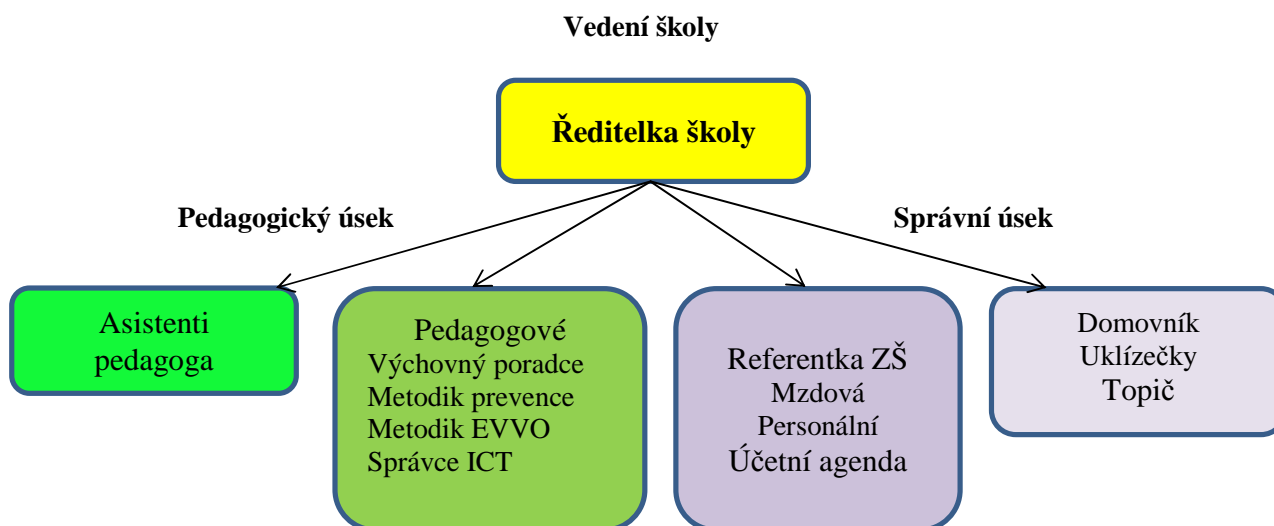 Vedení školy
Ředitelka školy
Pedagogický úsek
Správní úsek
Asistenti
pedagoga
Pedagogové
Výchovný poradce
Metodik prevence
Metodik EVVO
Správce ICT
Referentka ZŠ
Mzdová
Personální
Účetní agenda
Domovník
Uklízečky
Topič